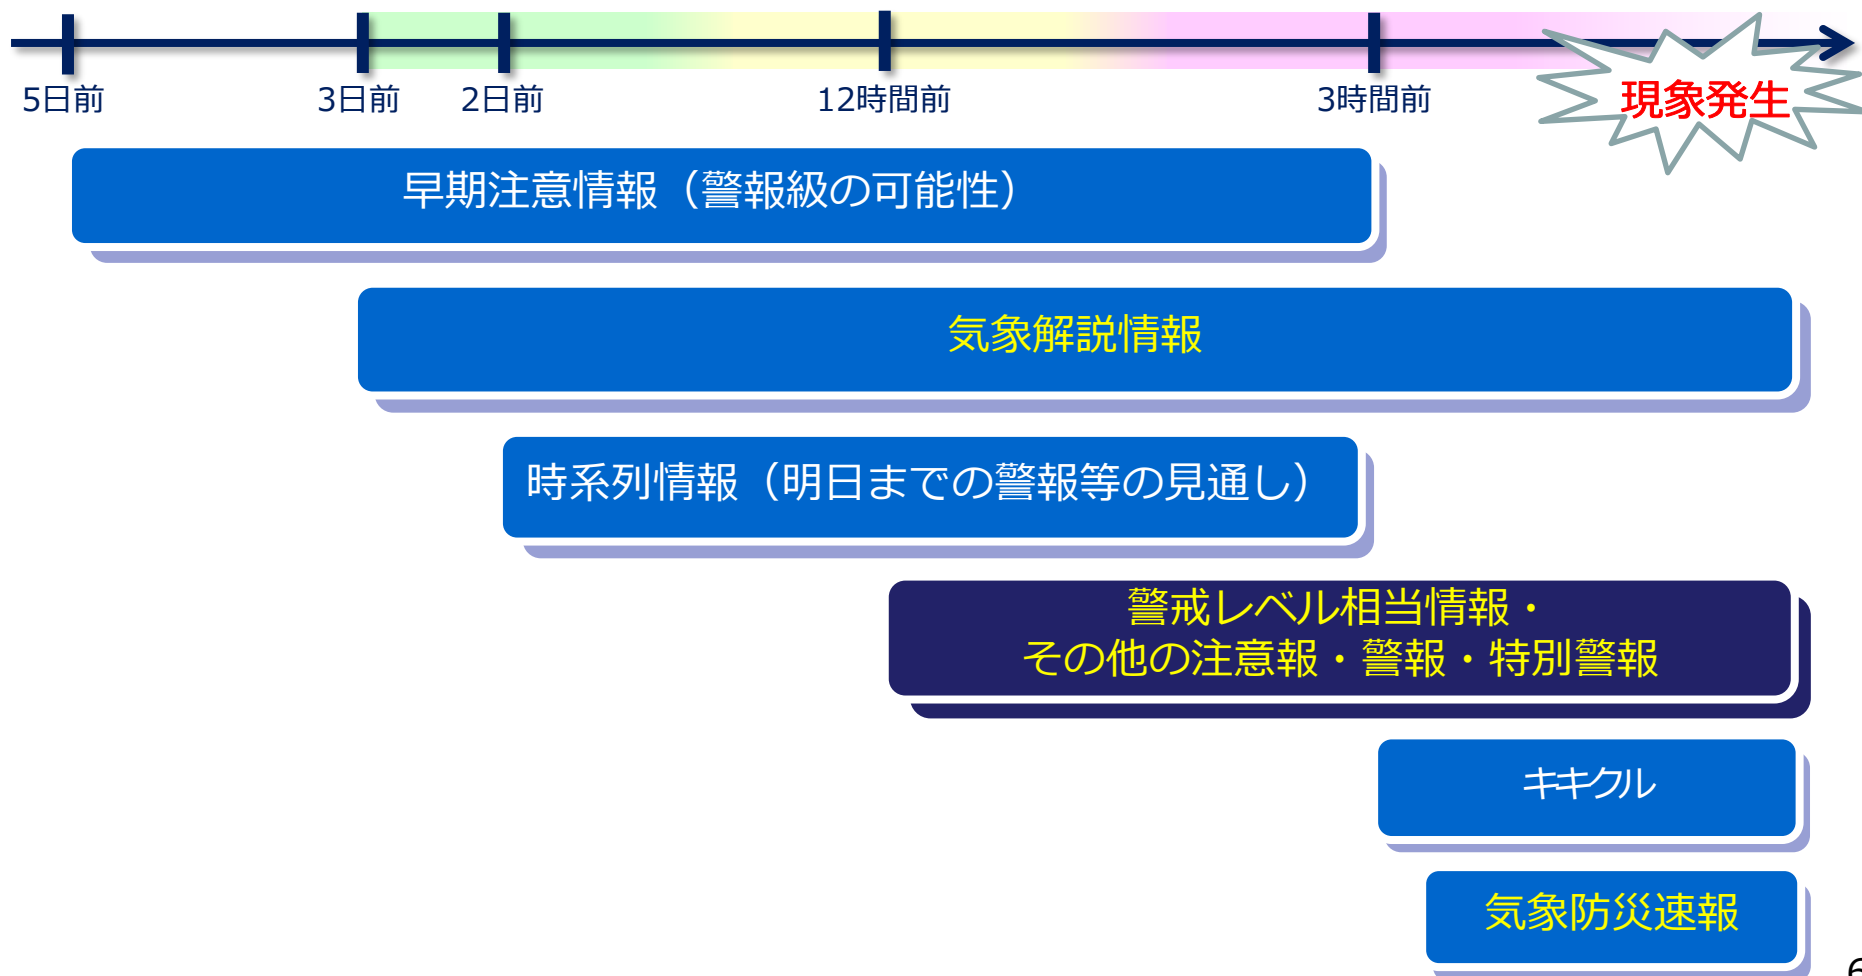 5日前
3日前
2日前
12時間前
3時間前
現象発生
早期注意情報（警報級の可能性）
気象解説情報
時系列情報（明日までの警報等の見通し）
警戒レベル相当情報・
その他の注意報・警報・特別警報
キキクル
気象防災速報